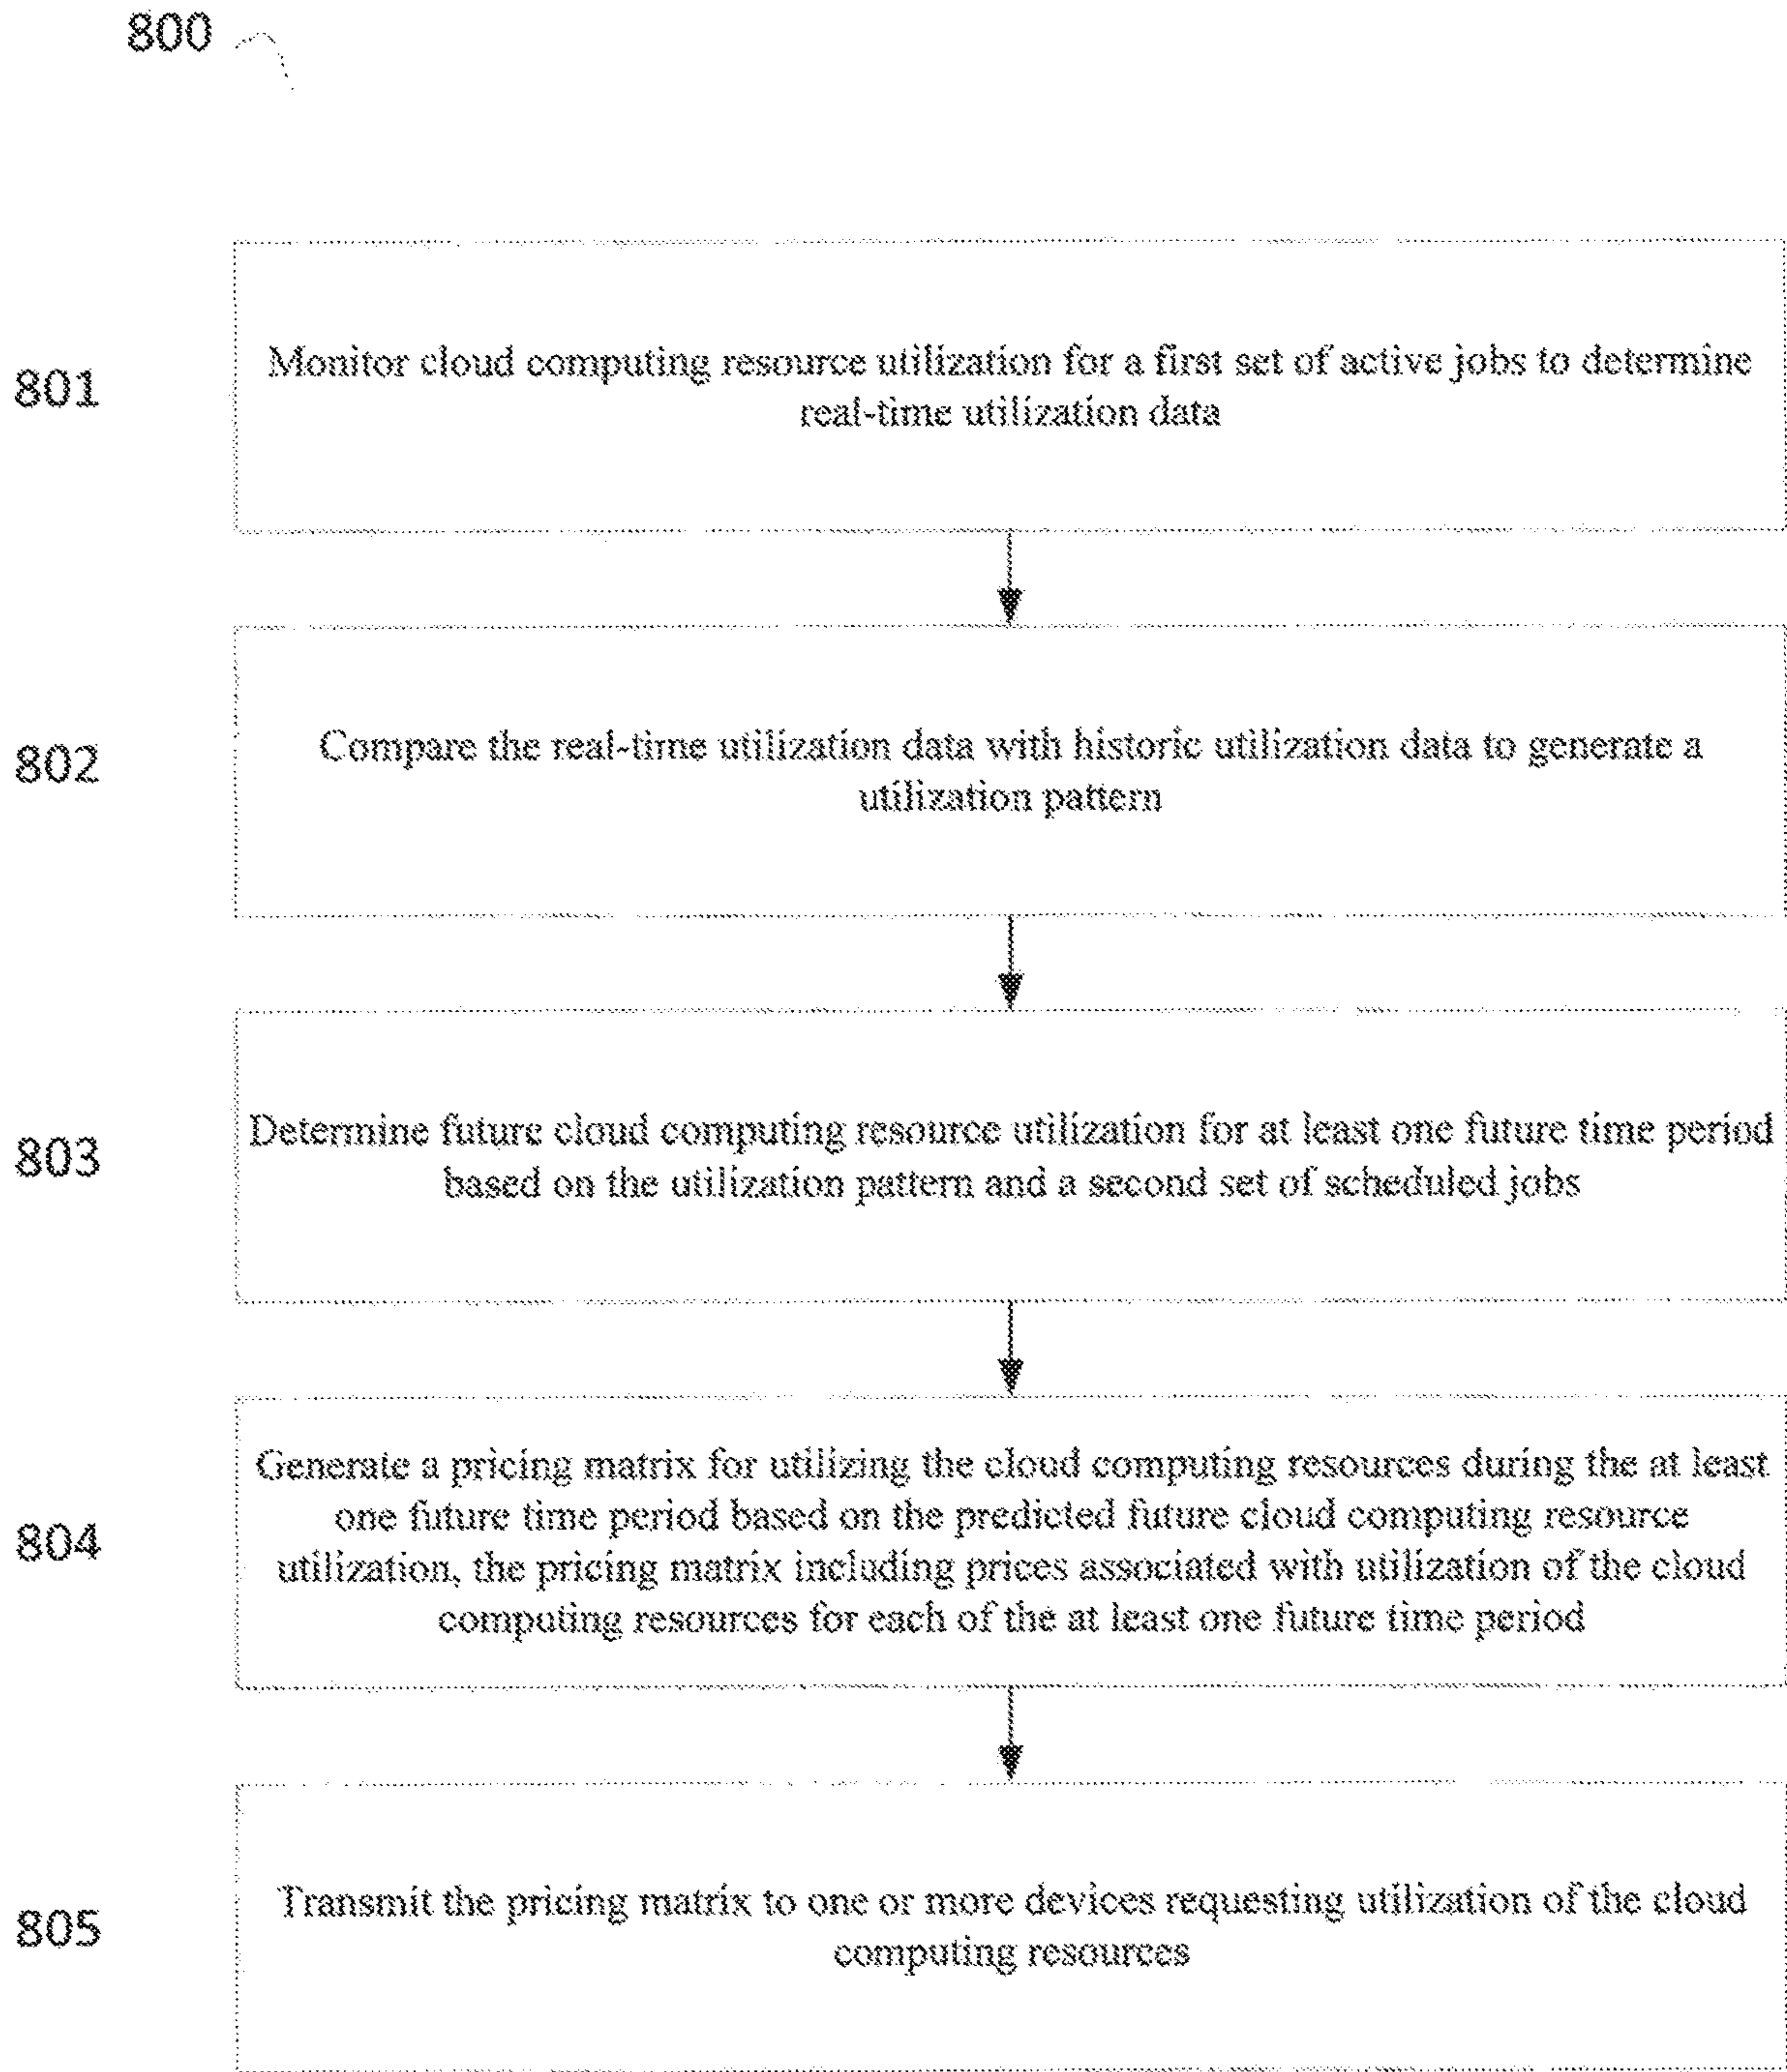 800
801
Monitor cloud computing resource utilization for a first set of active jobs to determine
real-time utilization data
802
Compare the real-time utilization data with historic utilization data to generate a
utilization pattern
803
Determine future cloud computing resource utilization for at least one future time period
based on the utilization pattern and a second set of scheduled jobs
804
Generate a pricing matrix for utilizing the cloud computing resources during the at least
one future time period based on the predicted future cloud computing resource
utilization, the pricing matrix including prices associated with utilization of the cloud
computing resources for each of the at least one future time period
805
Transmit the pricing matrix to one or more devices requesting utilization of the cloud
computing resources